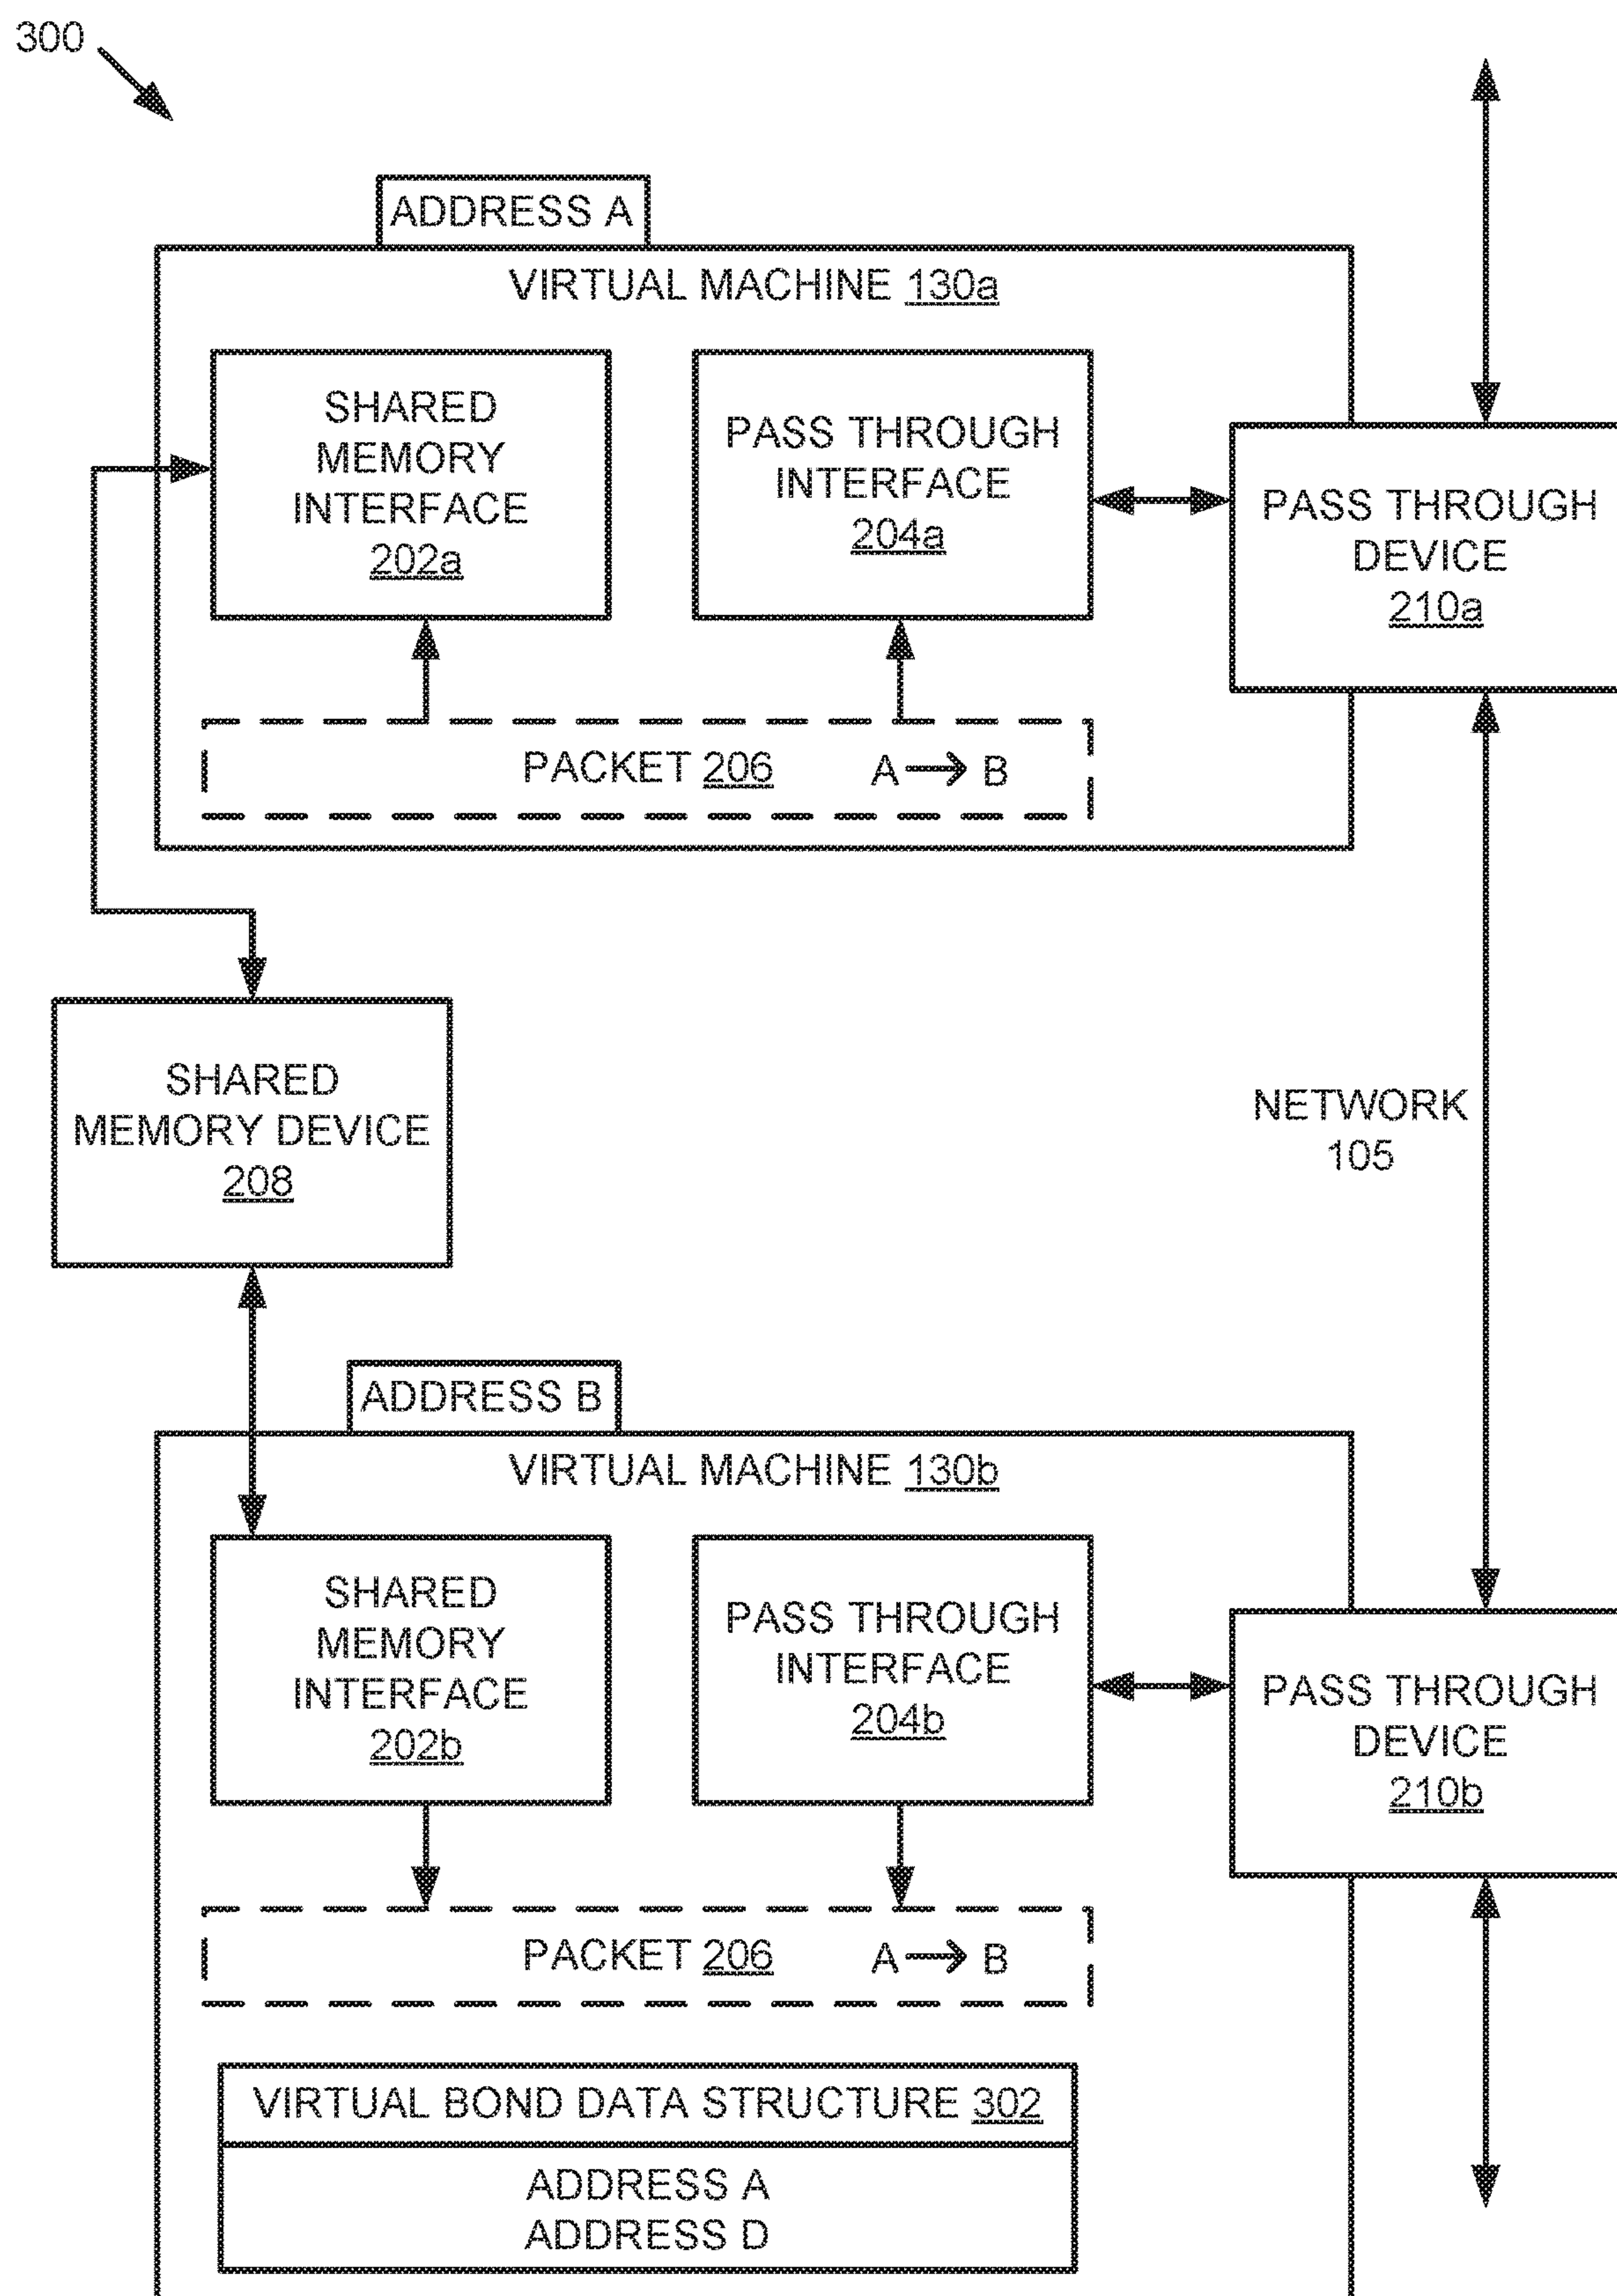 300
ADDRESS A
VIRTUAL MACHINE 130a
SHARED
MEMORY
INTERFACE
202a
PASS THROUGH
INTERFACE
204a
PASS THROUGH
DEVICE
210a
PACKET 206 A → B
SHARED
MEMORY DEVICE
208
NETWORK
105
ADDRESS B
VIRTUAL MACHINE 130b
SHARED
MEMORY
INTERFACE
202b
PASS THROUGH
INTERFACE
204b
PASS THROUGH
DEVICE
210b
PACKET 206 A → B
VIRTUAL BOND DATA STRUCTURE 302
ADDRESS A
ADDRESS D